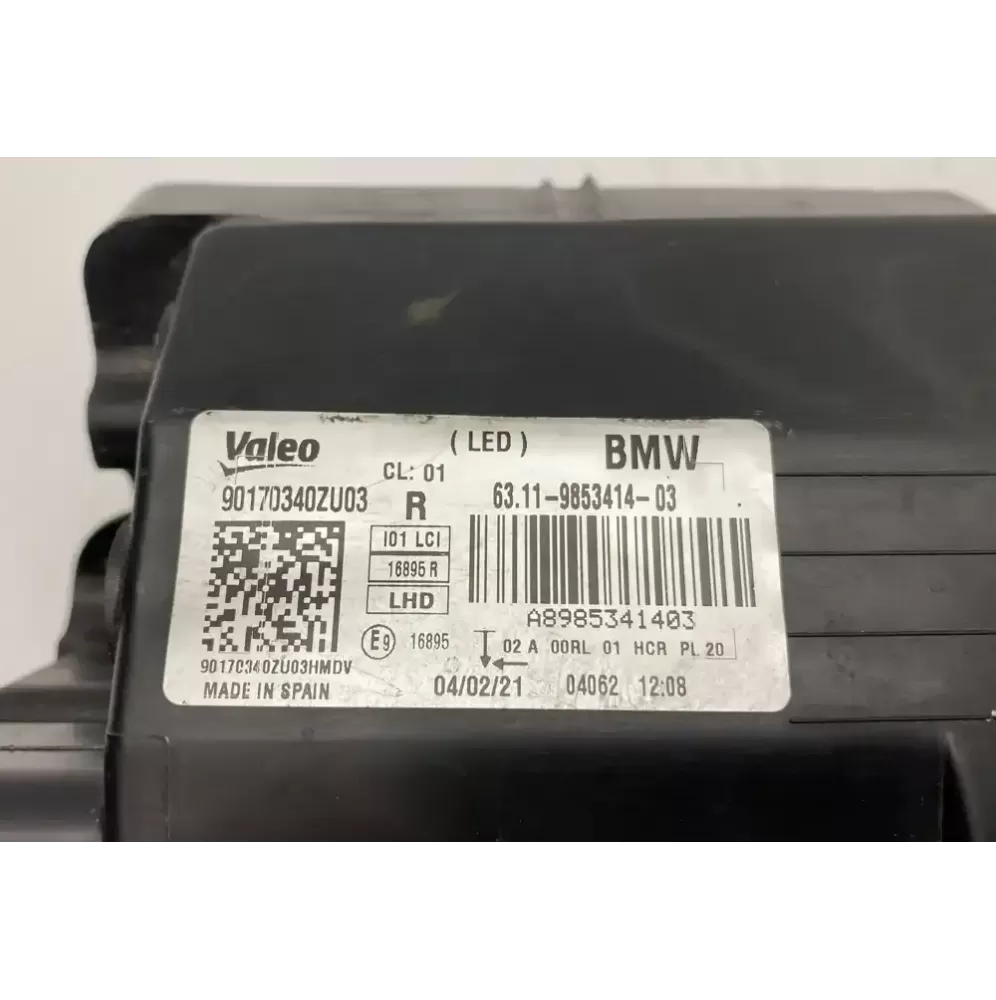 Valeo (LED) BMW
CL: 01
90170340ZU03 R 63.11-9853414-03
I01 LCI
16895 R
LHD
A8985341403
E9 16895 02 A 00RL 01 HCR PL 20
90170340ZU03HMDV
MADE IN SPAIN 04/02/21 04062 12:08